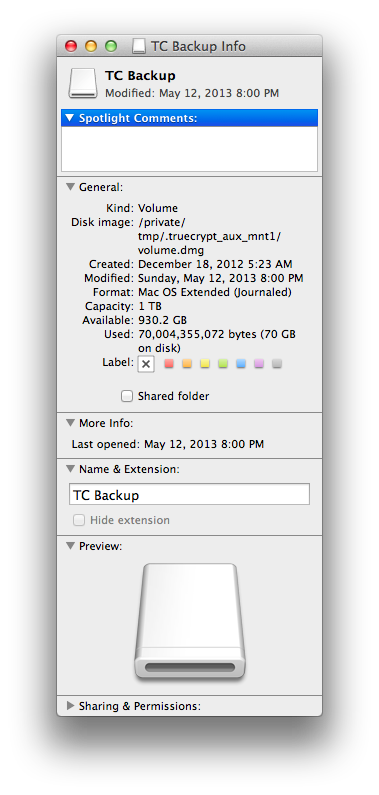 TC Backup Info
TC Backup
Modified: May 12, 2013 8:00 PM
Spotlight Comments:
General:
Kind: Volume
Disk image: /private/
tmp/.truecrypt_aux_mnt1/
volume.dmg
Created: December 18, 2012 5:23 AM
Modified: Sunday, May 12, 2013 8:00 PM
Format: Mac OS Extended (Journaled)
Capacity: 1 TB
Available: 930.2 GB
Used: 70,004,355,072 bytes (70 GB
on disk)
Label:
Shared folder
More Info:
Last opened: May 12, 2013 8:00 PM
Name & Extension:
TC Backup
Hide extension
Preview:
Sharing & Permissions: